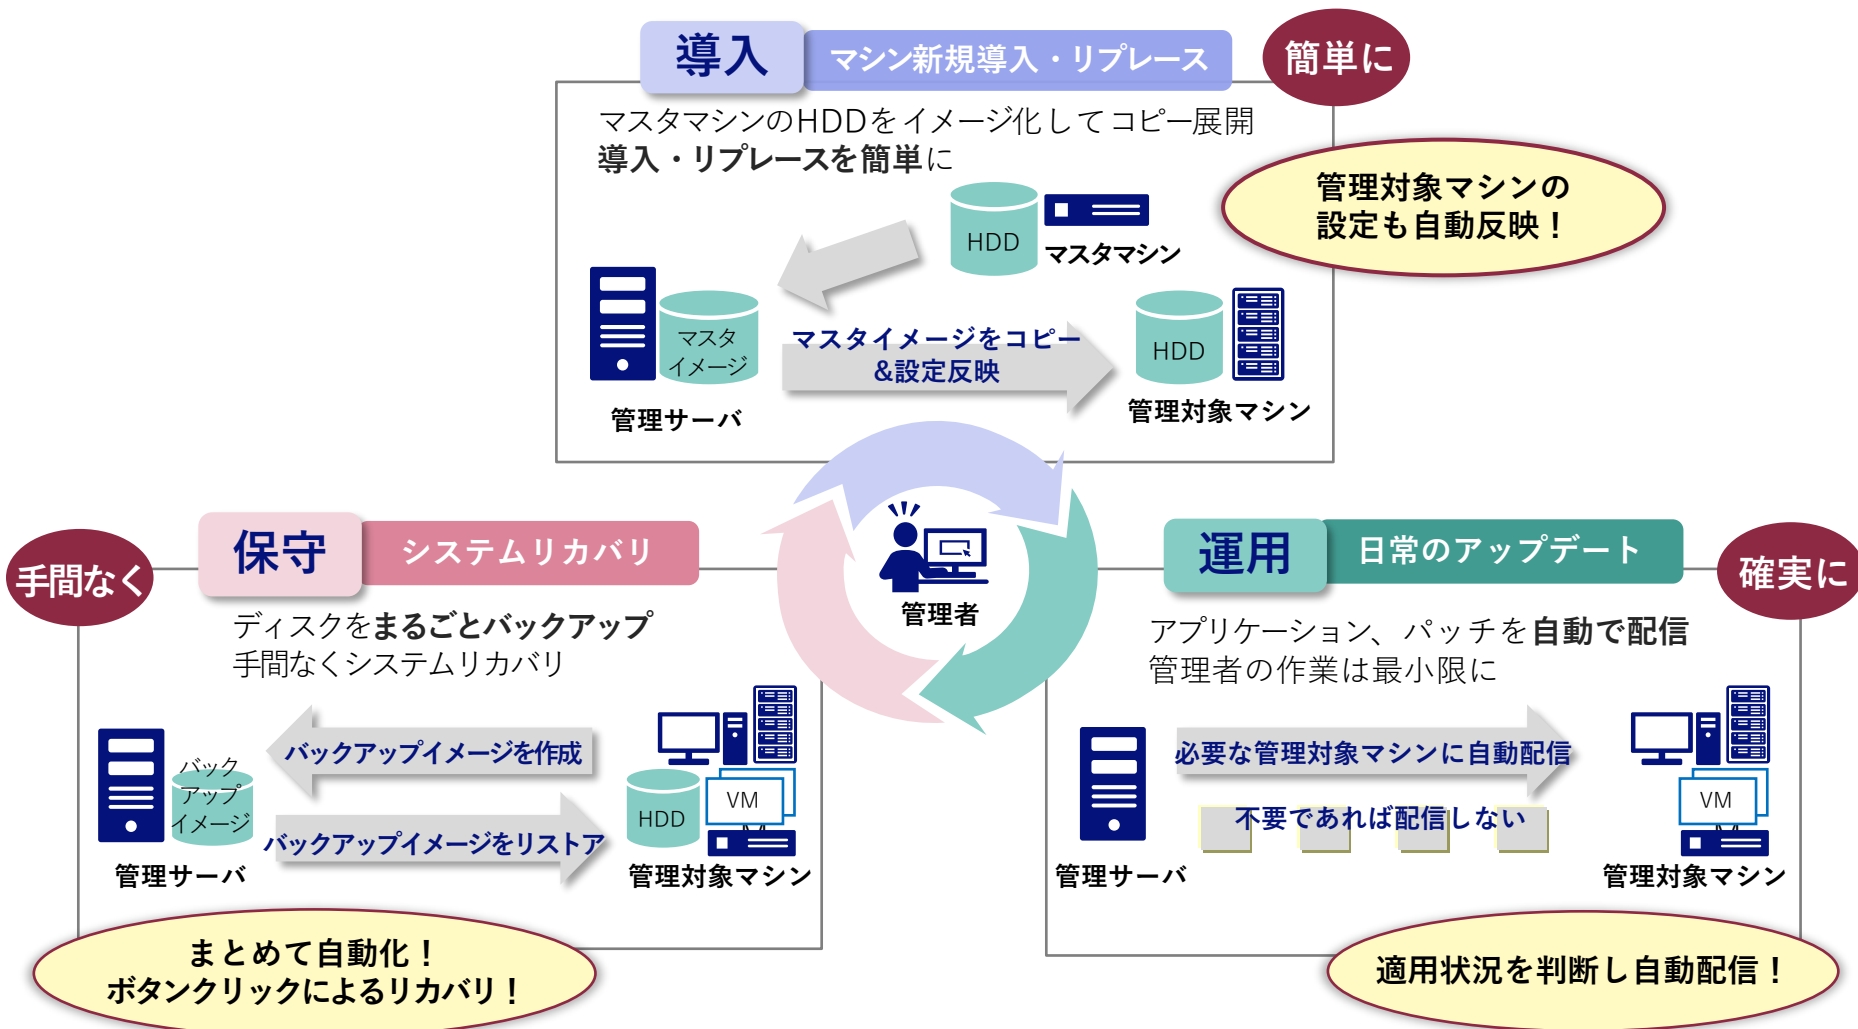 導入
マシン新規導入・リプレース
簡単に
マスタマシンのHDDをイメージ化してコピー展開
導入・リプレースを簡単に
管理対象マシンの
設定も自動反映！
HDD
マスタマシン
マスタ
イメージ
マスタイメージをコピー
&設定反映
HDD
管理サーバ
管理対象マシン
管理者
手間なく
保守
システムリカバリ
ディスクをまるごとバックアップ
手間なくシステムリカバリ
バックアップイメージを作成
バック
アップ
イメージ
HDD
VM
M
バックアップイメージをリストア
管理サーバ
管理対象マシン
まとめて自動化！
ボタンクリックによるリカバリ！
運用
日常のアップデート
確実に
アプリケーション、パッチを自動で配信
管理者の作業は最小限に
必要な管理対象マシンに自動配信
不要であれば配信しない
VM
M
管理サーバ
管理対象マシン
適用状況を判断し自動配信！